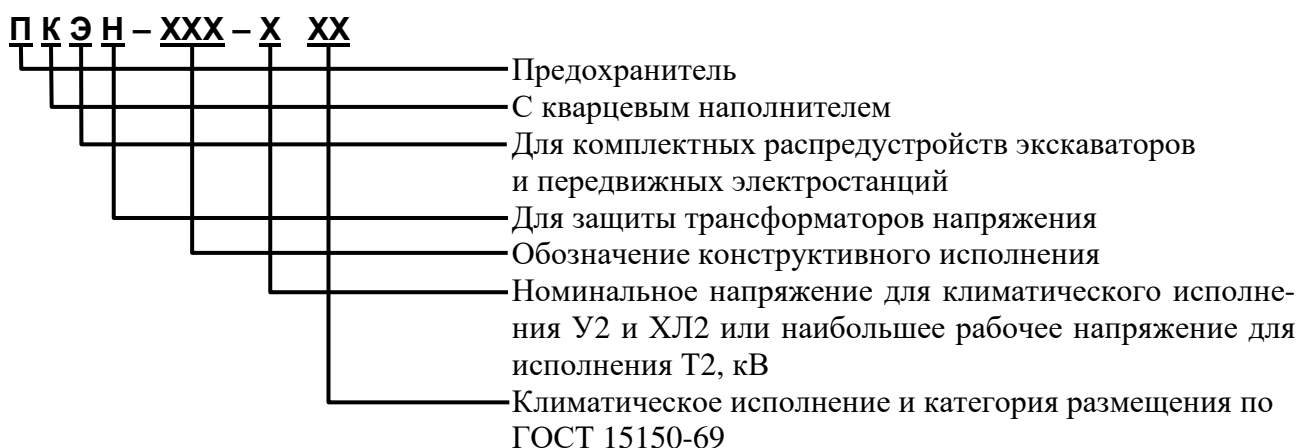 П К Э Н – ХХХ – Х ХХ
Предохранитель
С кварцевым наполнителем
Для комплектных распредустройств экскаваторов
и передвижных электростанций
Для защиты трансформаторов напряжения
Обозначение конструктивного исполнения
Номинальное напряжение для климатического исполне-
ния У2 и ХЛ2 или наибольшее рабочее напряжение для
исполнения Т2, кВ
Климатическое исполнение и категория размещения по
ГОСТ 15150-69